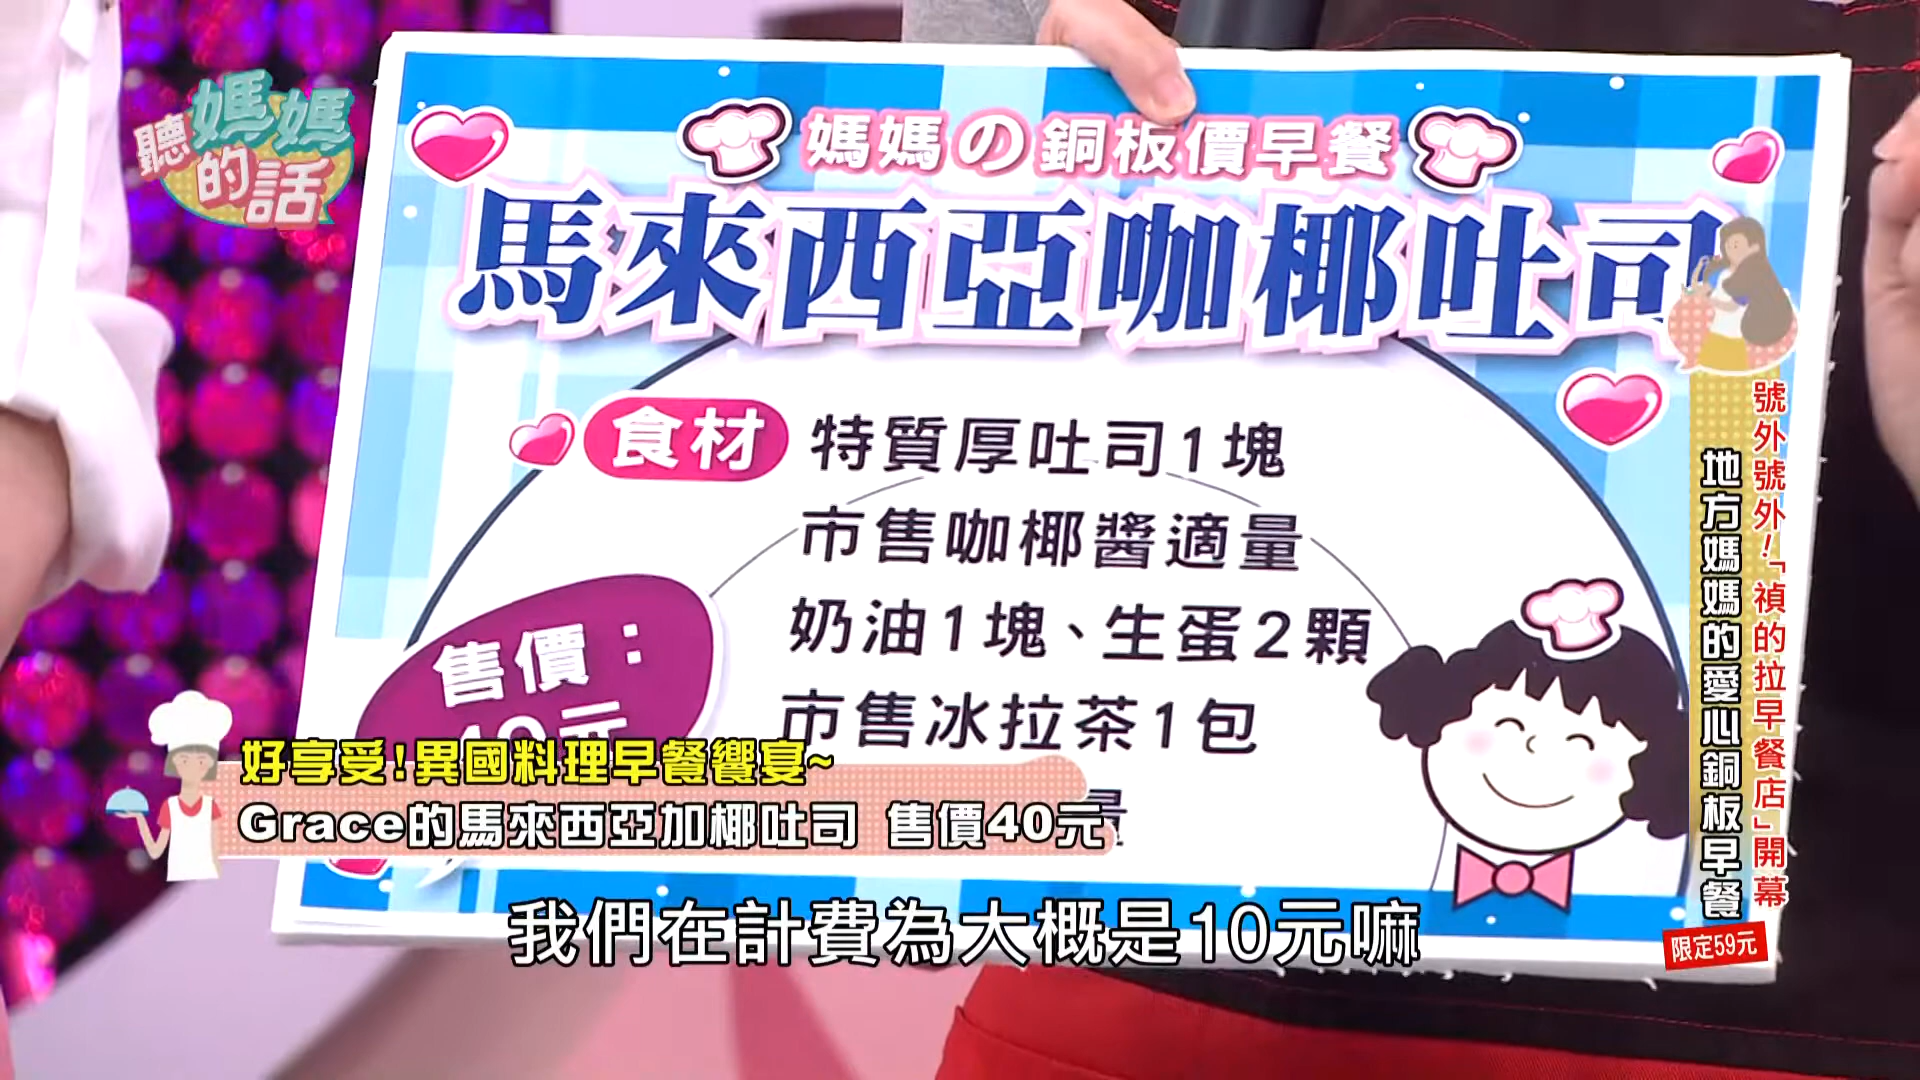 聽媽媽的話
媽媽の銅板價早餐
馬來西亞咖椰吐司
食材
特質厚吐司1塊
市售咖椰醬適量
奶油1塊、生蛋2顆
市售冰拉茶1包
量
售價：
40元
號外號外!「禎的拉早餐店」開幕
地方媽媽的愛心銅板早餐
限定59元
好享受!異國料理早餐饗宴~
Grace的馬來西亞加椰吐司 售價40元
我們在計費為大概是10元嘛